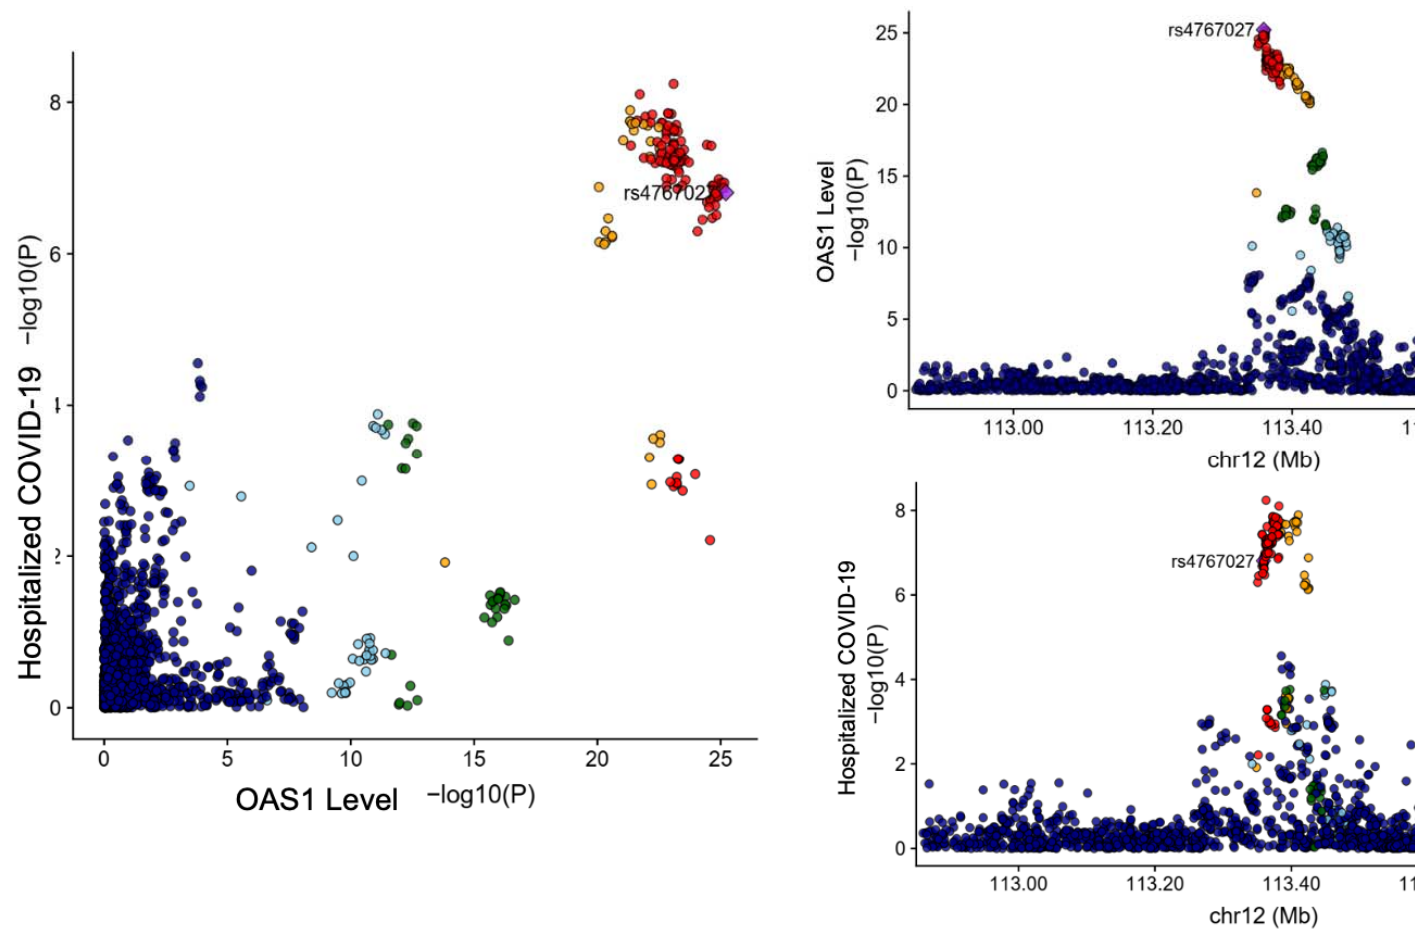 8
6
4
2
0
Hospitalized COVID-19 −log10(P)
rs4767027
0 5 10 15 20 25
OAS1 Level −log10(P)
rs4767027
25
20
15
10
5
0
OAS1 Level
−log10(P)
113.00 113.20 113.40 11
chr12 (Mb)
rs4767027
8
6
4
2
0
Hospitalized COVID-19
−log10(P)
113.00 113.20 113.40 11
chr12 (Mb)